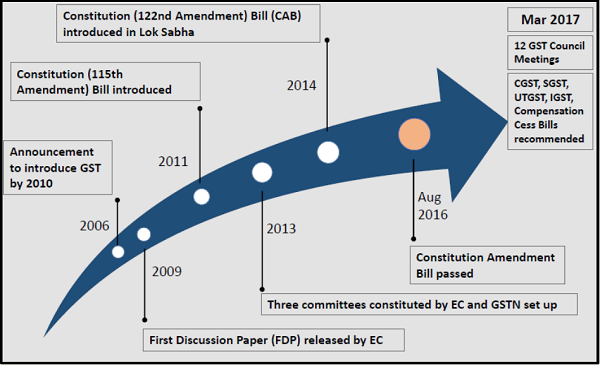 Constitution (122nd Amendment) Bill (CAB)
introduced in Lok Sabha
Mar 2017
12 GST Council
Meetings
CGST, SGST,
UTGST, IGST,
Compensation
Cess Bills
recommended
Constitution (115th
Amendment) Bill introduced
2014
Announcement
to introduce GST
by 2010
2011
2006
Aug
2016
2013
2009
Constitution Amendment
Bill passed
Three committees constituted by EC and GSTN set up
First Discussion Paper (FDP) released by EC